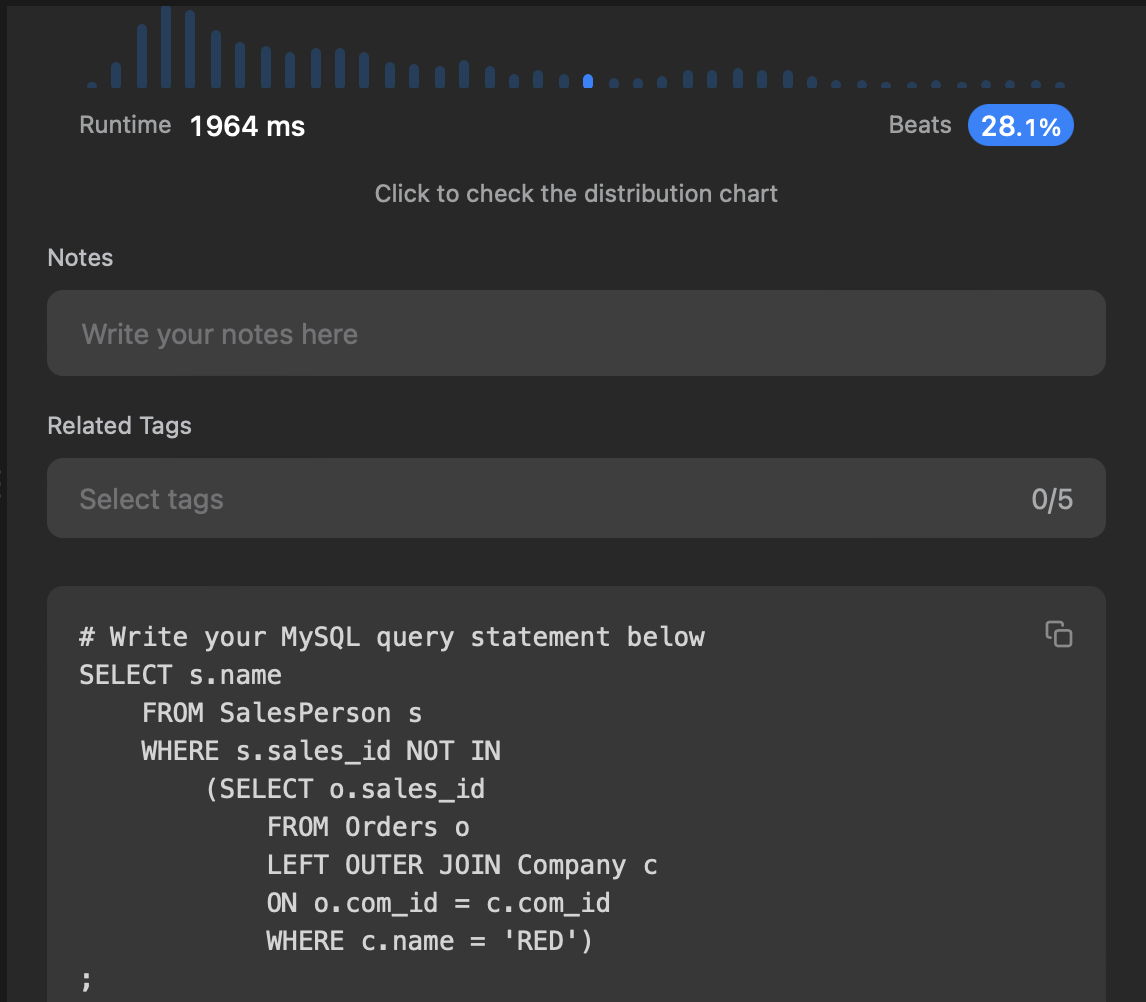 Runtime 1964 ms Beats 28.1%
Click to check the distribution chart
Notes
Write your notes here
Related Tags
Select tags 0/5
# Write your MySQL query statement below
SELECT s.name
    FROM SalesPerson s
    WHERE s.sales_id NOT IN
        (SELECT o.sales_id
            FROM Orders o
            LEFT OUTER JOIN Company c
            ON o.com_id = c.com_id
            WHERE c.name = 'RED')
;